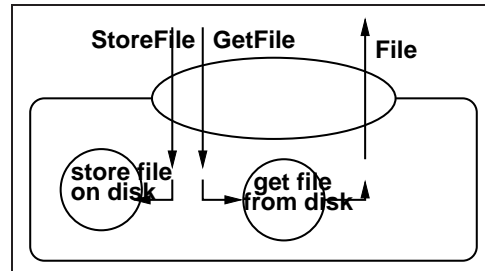 StoreFile
GetFile
File
store file
on disk
get file
from disk